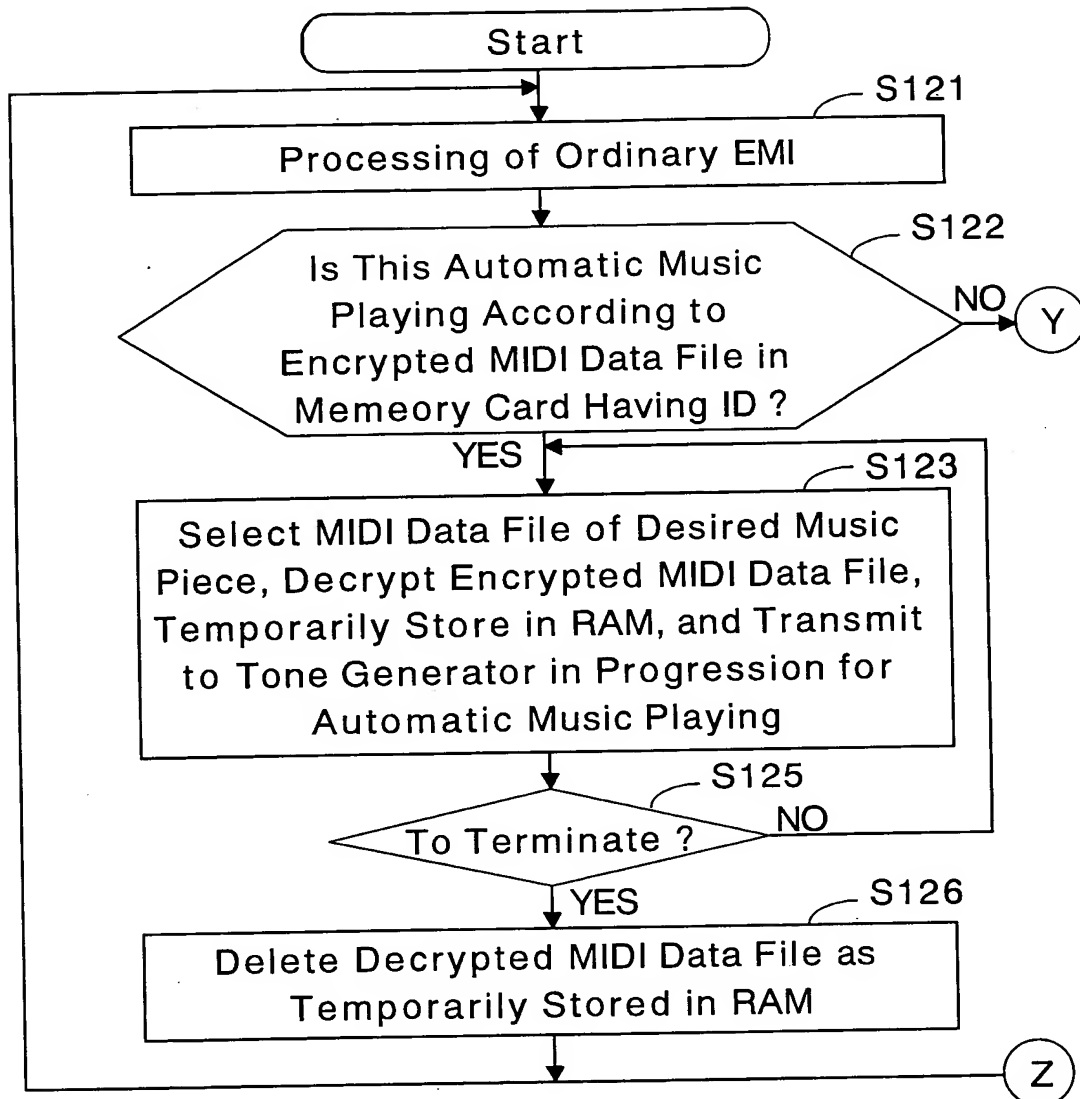 Start
S121
Processing of Ordinary EMI
S122
Is This Automatic Music
Playing According to
Encrypted MIDI Data File in
Memeory Card Having ID ?
NO
Y
YES
S123
Select MIDI Data File of Desired Music
Piece, Decrypt Encrypted MIDI Data File,
Temporarily Store in RAM, and Transmit
to Tone Generator in Progression for
Automatic Music Playing
S125
To Terminate ?
NO
YES
S126
Delete Decrypted MIDI Data File as
Temporarily Stored in RAM
Z